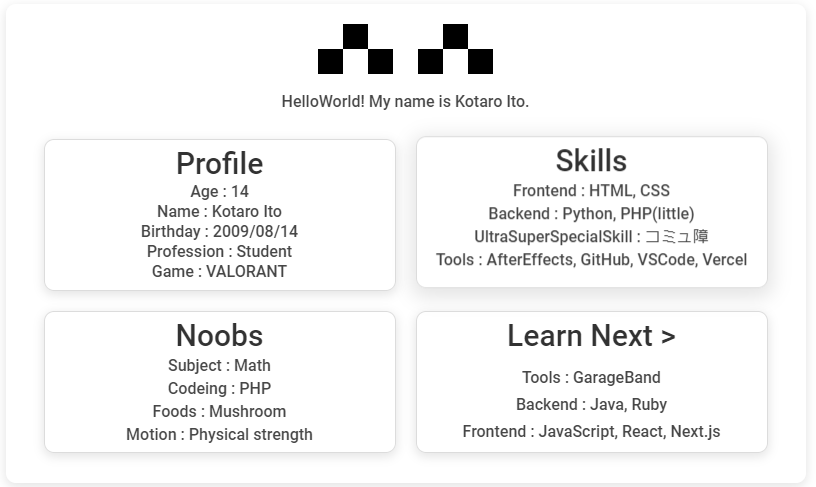 HelloWorld! My name is Kotaro Ito.
Profile
Age : 14
Name : Kotaro Ito
Birthday : 2009/08/14
Profession : Student
Game : VALORANT
Skills
Frontend : HTML, CSS
Backend : Python, PHP(little)
UltraSuperSpecialSkill : コミュ障
Tools : AfterEffects, GitHub, VSCode, Vercel
Noobs
Subject : Math
Codeing : PHP
Foods : Mushroom
Motion : Physical strength
Learn Next >
Tools : GarageBand
Backend : Java, Ruby
Frontend : JavaScript, React, Next.js